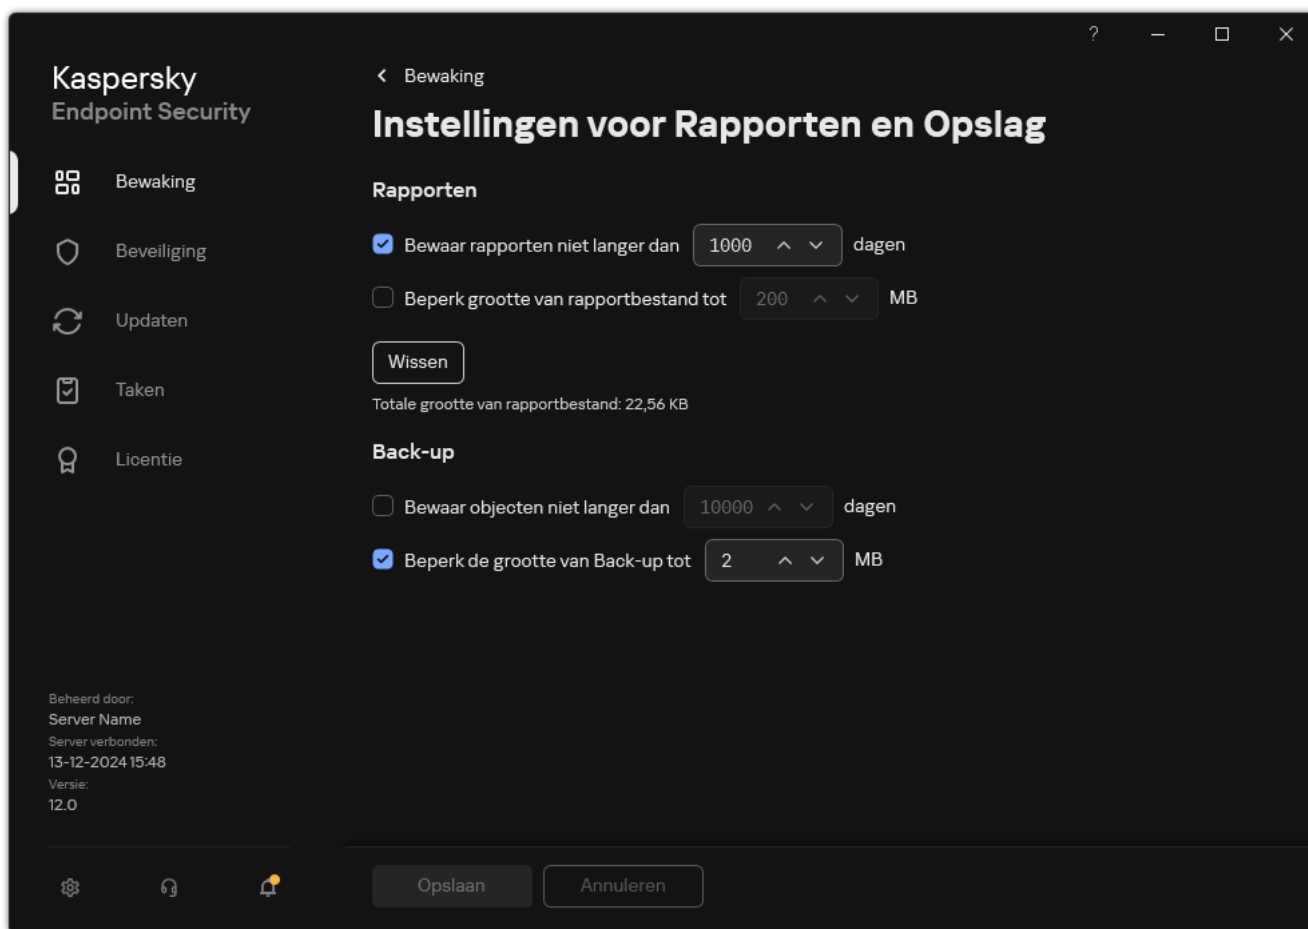 ?
Kaspersky
Endpoint Security
Bewaking
Beveiliging
Updaten
Taken
Licentie
Beheerd door:
Server Name
Server verbonden:
13-12-2024 15:48
Versie:
12.0
Bewaking
Instellingen voor Rapporten en Opslag
Rapporten
Bewaar rapporten niet langer dan 1000 dagen
Beperk grootte van rapportbestand tot 200 MB
Wissen
Totale grootte van rapportbestand: 22,56 KB
Back-up
Bewaar objecten niet langer dan 10000 dagen
Beperk de grootte van Back-up tot 2 MB
Opslaan Annuleren